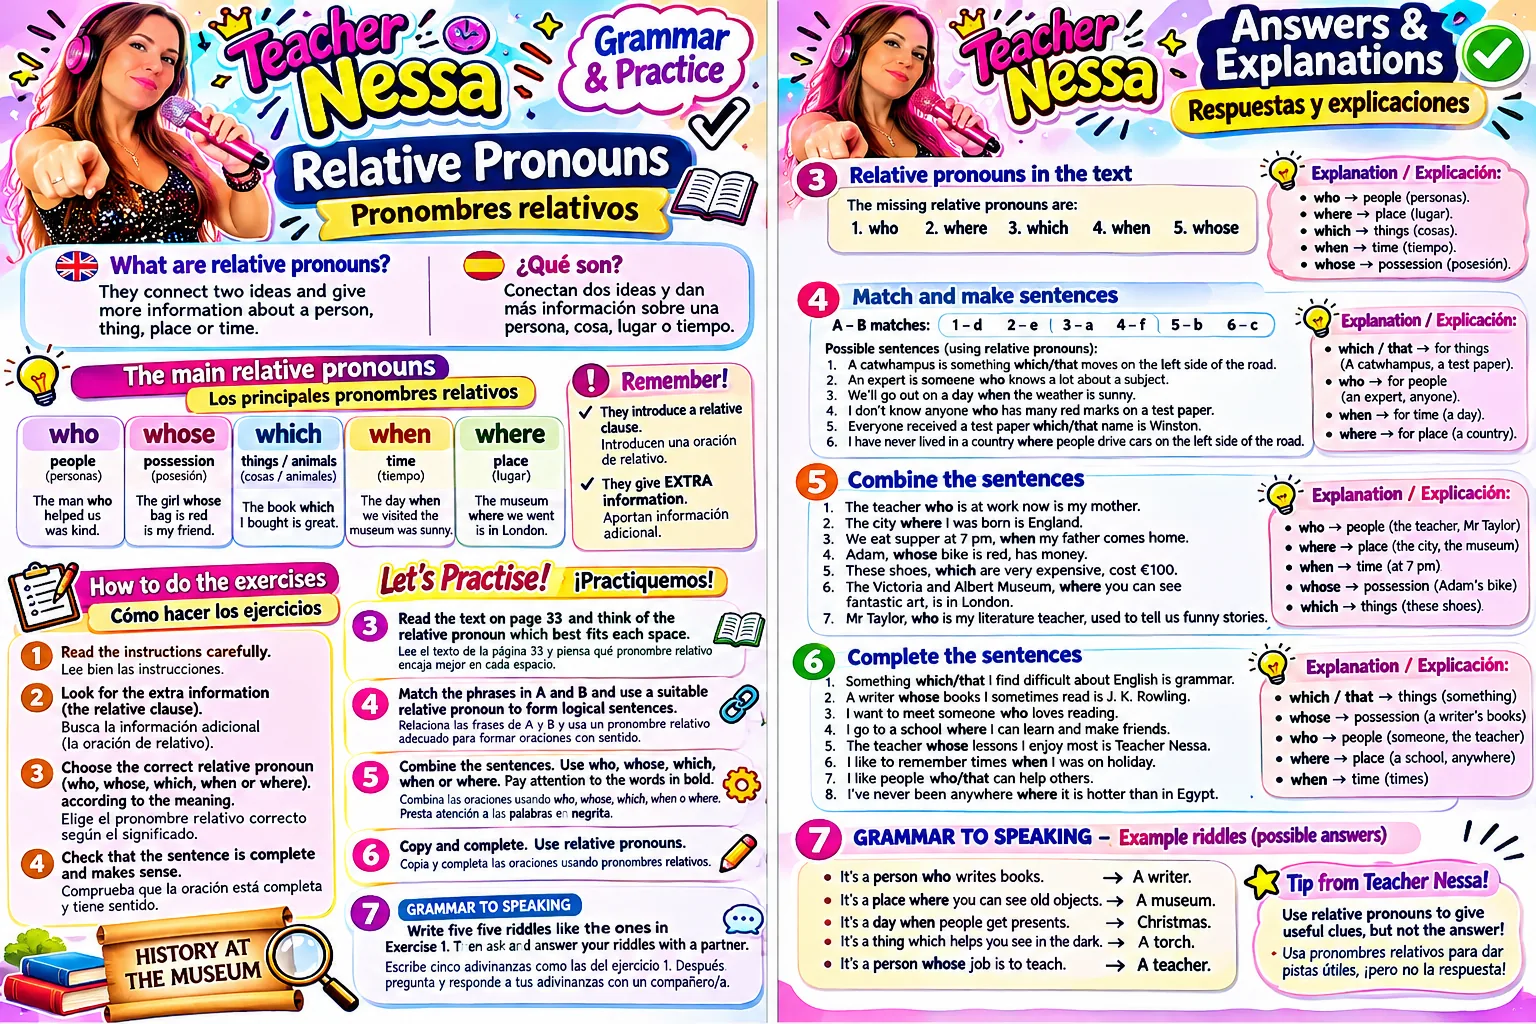 Teacher
Nessa
Grammar
& Practice
Relative Pronouns
Pronombres relativos
What are relative pronouns?
They connect two ideas and give
more information about a person,
thing, place or time.
¿Qué son?
Conectan dos ideas y dan
más información sobre una
persona, cosa, lugar o tiempo.
The main relative pronouns
Los principales pronombres relativos
who
people
(personas)
The man who
helped us
was kind.
whose
possession
(posesión)
The girl whose
bag is red
is my friend.
which
things / animals
(cosas / animales)
The book which
I bought is great.
when
time
(tiempo)
The day when
we visited the
museum was sunny.
where
place
(lugar)
The museum
where we went
is in London.
! Remember!
✓ They introduce a relative
clause.
Introducen una oración
de relativo.
✓ They give EXTRA
information.
Aportan información
adicional.
How to do the exercises
Cómo hacer los ejercicios
1 Read the instructions carefully.
Lee bien las instrucciones.
2 Look for the extra information
(the relative clause).
Busca la información adicional
(la oración de relativo).
3 Choose the correct relative pronoun
(who, whose, which, when or where).
according to the meaning.
Elige el pronombre relativo correcto
según el significado.
4 Check that the sentence is complete
and makes sense.
Comprueba que la oración está completa
y tiene sentido.
HISTORY AT
THE MUSEUM
Let's Practise! ¡Practiquemos!
3 Read the text on page 33 and think of the
relative pronoun which best fits each space.
Lee el texto de la página 33 y piensa qué pronombre relativo
encaja mejor en cada espacio.
4 Match the phrases in A and B and use a suitable
relative pronoun to form logical sentences.
Relaciona las frases de A y B y usa un pronombre relativo
adecuado para formar oraciones con sentido.
5 Combine the sentences. Use who, whose, which,
when or where. Pay attention to the words in bold.
Combina las oraciones usando who, whose, which, when o where.
Presta atención a las palabras en negrita.
6 Copy and complete. Use relative pronouns.
Copia y completa las oraciones usando pronombres relativos.
7 GRAMMAR TO SPEAKING
Write five five riddles like the ones in
Exercise 1. T en ask and answer your riddles with a partner.
Escribe cinco adivinanzas como las del ejercicio 1. Después
pregunta y responde a tus adivinanzas con un compañero/a.
Teacher
Nessa
Answers &
Explanations
Respuestas y explicaciones
3 Relative pronouns in the text
The missing relative pronouns are:
1. who 2. where 3. which 4. when 5. whose
Explanation / Explicación:
• who → people (personas).
• where → place (lugar).
• which → things (cosas).
• when → time (tiempo).
• whose → possession (posesión).
4 Match and make sentences
A – B matches: 1 – d 2 – e 3 – a 4 – f 5 – b 6 – c
Possible sentences (using relative pronouns):
1. A catwhampus is something which/that moves on the left side of the road.
2. An expert is someone who knows a lot about a subject.
3. We'll go out on a day when the weather is sunny.
4. I don't know anyone who has many red marks on a test paper.
5. Everyone received a test paper which/that name is Winston.
6. I have never lived in a country where people drive cars on the left side of the road.
Explanation / Explicación:
• which / that → for things
(A catwhampus, a test paper).
• who → for people
(an expert, anyone).
• when → for time (a day).
• where → for place (a country).
5 Combine the sentences
1. The teacher who is at work now is my mother.
2. The city where I was born is England.
3. We eat supper at 7 pm, when my father comes home.
4. Adam, whose bike is red, has money.
5. These shoes, which are very expensive, cost €100.
6. The Victoria and Albert Museum, where you can see
fantastic art, is in London.
7. Mr Taylor, who is my literature teacher, used to tell us funny stories.
Explanation / Explicación:
• who → people (the teacher, Mr Taylor)
• where → place (the city, the museum)
• when → time (at 7 pm)
• whose → possession (Adam's bike)
• which → things (these shoes).
6 Complete the sentences
1. Something which/that I find difficult about English is grammar.
2. A writer whose books I sometimes read is J. K. Rowling.
3. I want to meet someone who loves reading.
4. I go to a school where I can learn and make friends.
5. The teacher whose lessons I enjoy most is Teacher Nessa.
6. I like to remember times when I was on holiday.
7. I like people who/that can help others.
8. I've never been anywhere where it is hotter than in Egypt.
Explanation / Explicación:
• which / that → things (something)
• whose → possession (a writer's books)
• who → people (someone, the teacher)
• where → place (a school, anywhere)
• when → time (times)
7 GRAMMAR TO SPEAKING – Example riddles (possible answers)
• It's a person who writes books. → A writer.
• It's a place where you can see old objects. → A museum.
• It's a day when people get presents. → Christmas.
• It's a thing which helps you see in the dark. → A torch.
• It's a person whose job is to teach. → A teacher.
Tip from Teacher Nessa!
Use relative pronouns to give
useful clues, but not the answer!
• Usa pronombres relativos para dar
pistas útiles, ¡pero no la respuesta!